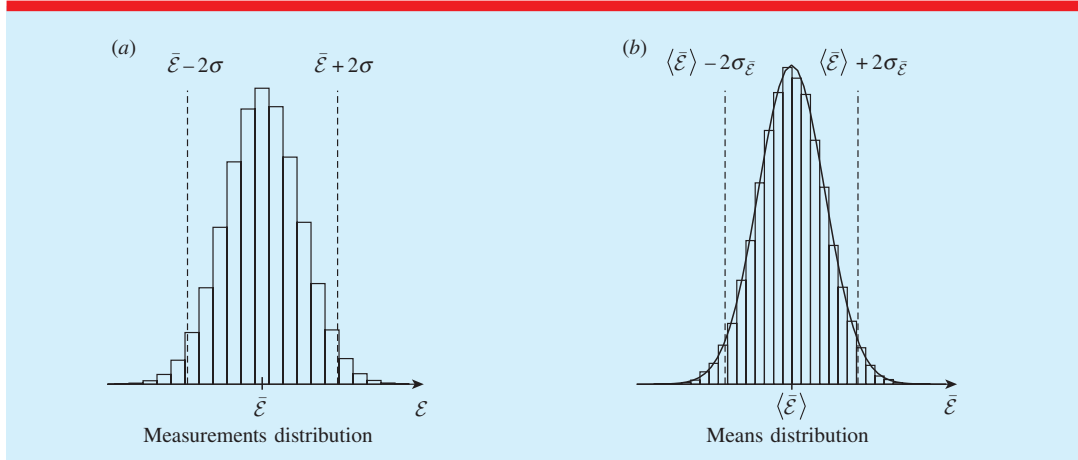 (a)
ℰ̄ – 2σ
ℰ̄ + 2σ
ℰ̄
ℰ
Measurements distribution
(b)
⟨ℰ̄⟩ – 2σ_ℰ̄
⟨ℰ̄⟩ + 2σ_ℰ̄
⟨ℰ̄⟩
ℰ̄
Means distribution